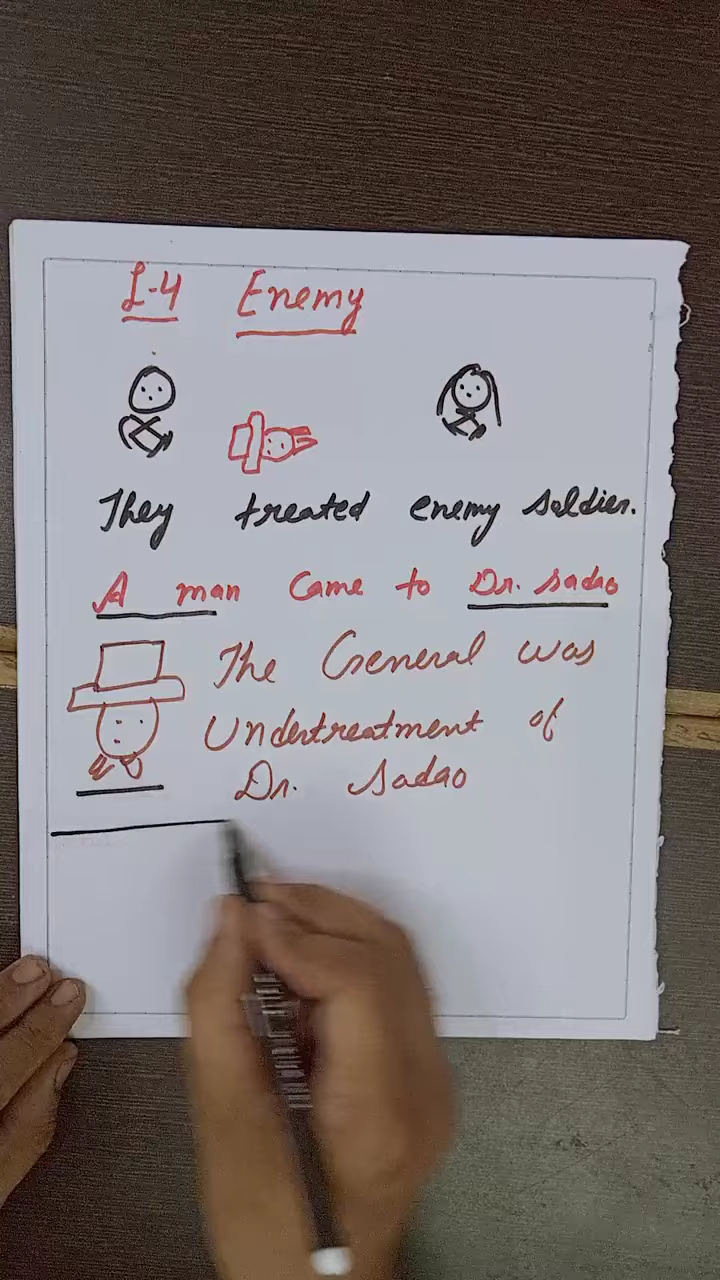 L-4 Enemy
They treated enemy soldier.
A man came to Dr. Sadao
The General was
Undertreatment of
Dr. Sadao